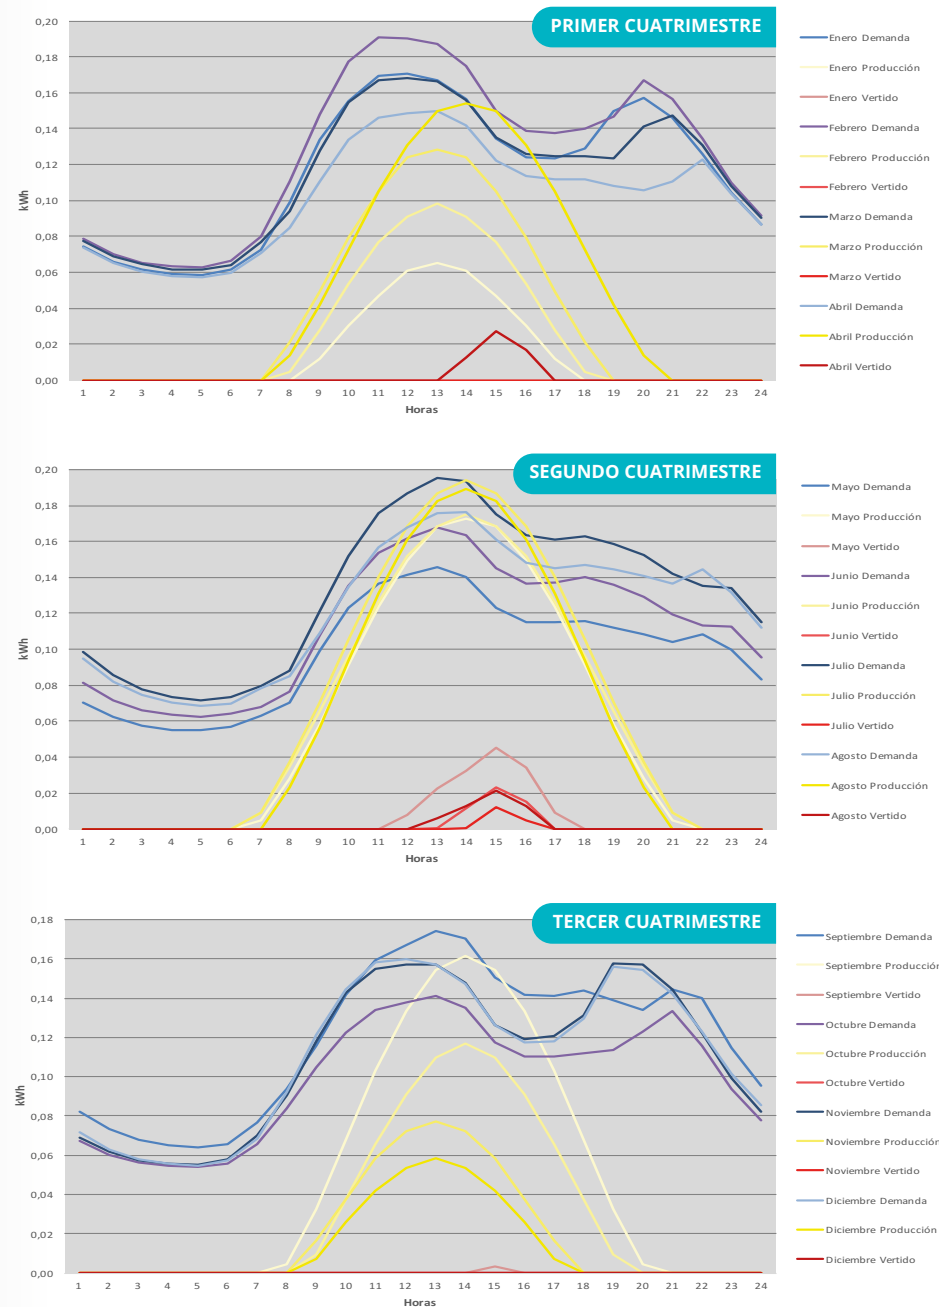 PRIMER CUATRIMESTRE
0,20
0,18
0,16
0,14
0,12
0,10
0,08
0,06
0,04
0,02
0,00
kWh
1 2 3 4 5 6 7 8 9 10 11 12 13 14 15 16 17 18 19 20 21 22 23 24
Horas
Enero Demanda
Enero Producción
Enero Vertido
Febrero Demanda
Febrero Producción
Febrero Vertido
Marzo Demanda
Marzo Producción
Marzo Vertido
Abril Demanda
Abril Producción
Abril Vertido
SEGUNDO CUATRIMESTRE
0,20
0,18
0,16
0,14
0,12
0,10
0,08
0,06
0,04
0,02
0,00
kWh
1 2 3 4 5 6 7 8 9 10 11 12 13 14 15 16 17 18 19 20 21 22 23 24
Horas
Mayo Demanda
Mayo Producción
Mayo Vertido
Junio Demanda
Junio Producción
Junio Vertido
Julio Demanda
Julio Producción
Julio Vertido
Agosto Demanda
Agosto Producción
Agosto Vertido
TERCER CUATRIMESTRE
0,18
0,16
0,14
0,12
0,10
0,08
0,06
0,04
0,02
0,00
kWh
1 2 3 4 5 6 7 8 9 10 11 12 13 14 15 16 17 18 19 20 21 22 23 24
Horas
Septiembre Demanda
Septiembre Producción
Septiembre Vertido
Octubre Demanda
Octubre Producción
Octubre Vertido
Noviembre Demanda
Noviembre Producción
Noviembre Vertido
Diciembre Demanda
Diciembre Producción
Diciembre Vertido